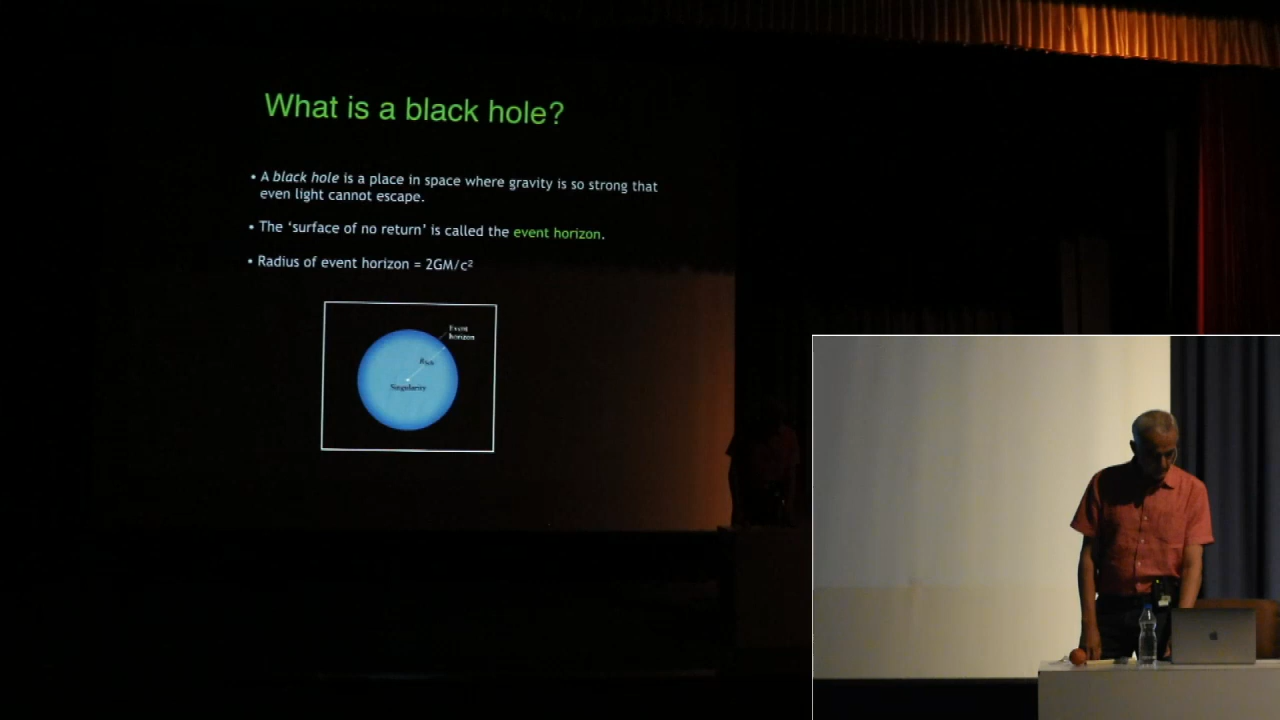 What is a black hole?
• A black hole is a place in space where gravity is so strong that
even light cannot escape.
• The ‘surface of no return’ is called the event horizon.
• Radius of event horizon = 2GM/c²
Event
horizon
Singularity